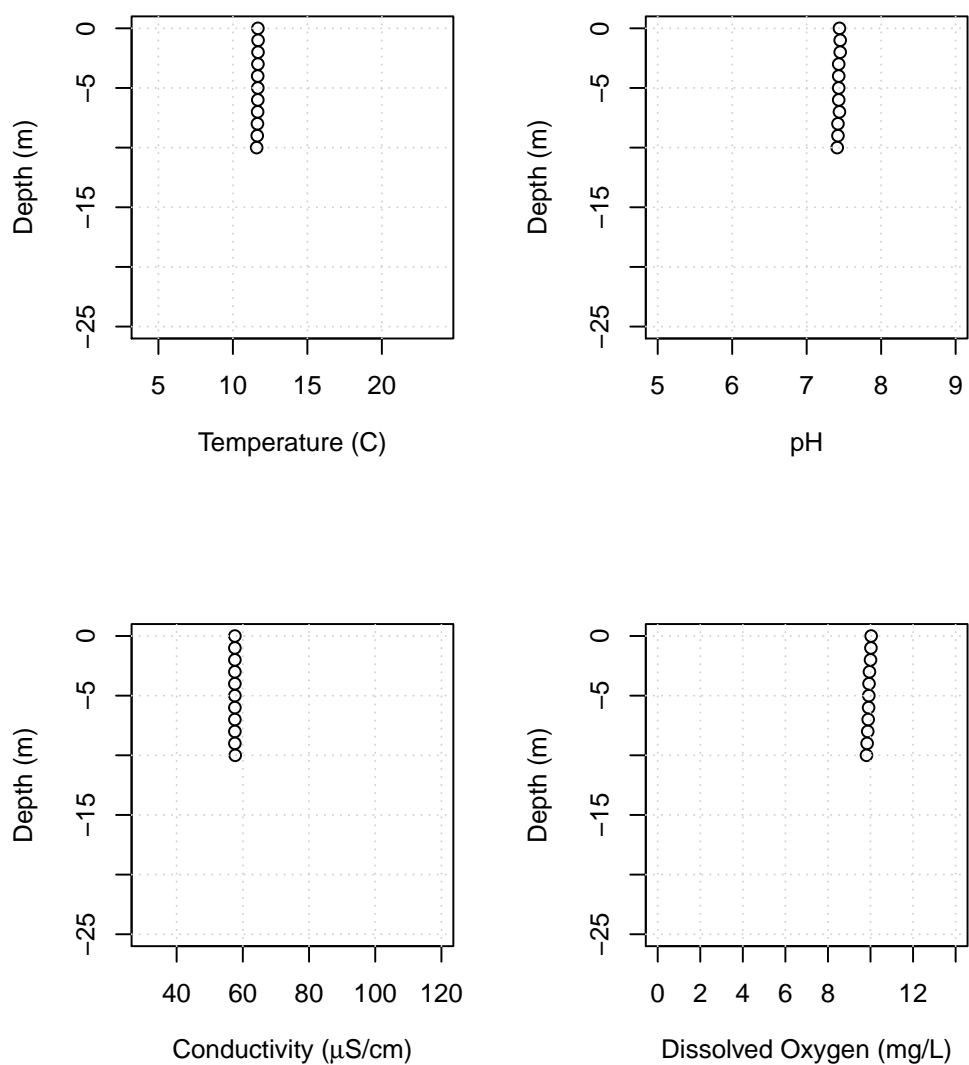 0
−5
−15
−25
Depth (m)
5 10 15 20
Temperature (C)
0
−5
−15
−25
Depth (m)
5 6 7 8 9
pH
0
−5
−15
−25
Depth (m)
40 60 80 100 120
Conductivity (μS/cm)
0
−5
−15
−25
Depth (m)
0 2 4 6 8 12
Dissolved Oxygen (mg/L)